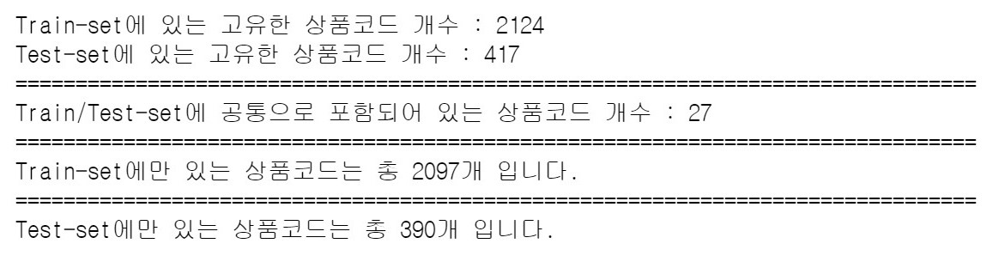 Train-set에 있는 고유한 상품코드 개수 : 2124
Test-set에 있는 고유한 상품코드 개수 : 417
================================================================================
Train/Test-set에 공통으로 포함되어 있는 상품코드 개수 : 27
================================================================================
Train-set에만 있는 상품코드는 총 2097개 입니다.
================================================================================
Test-set에만 있는 상품코드는 총 390개 입니다.